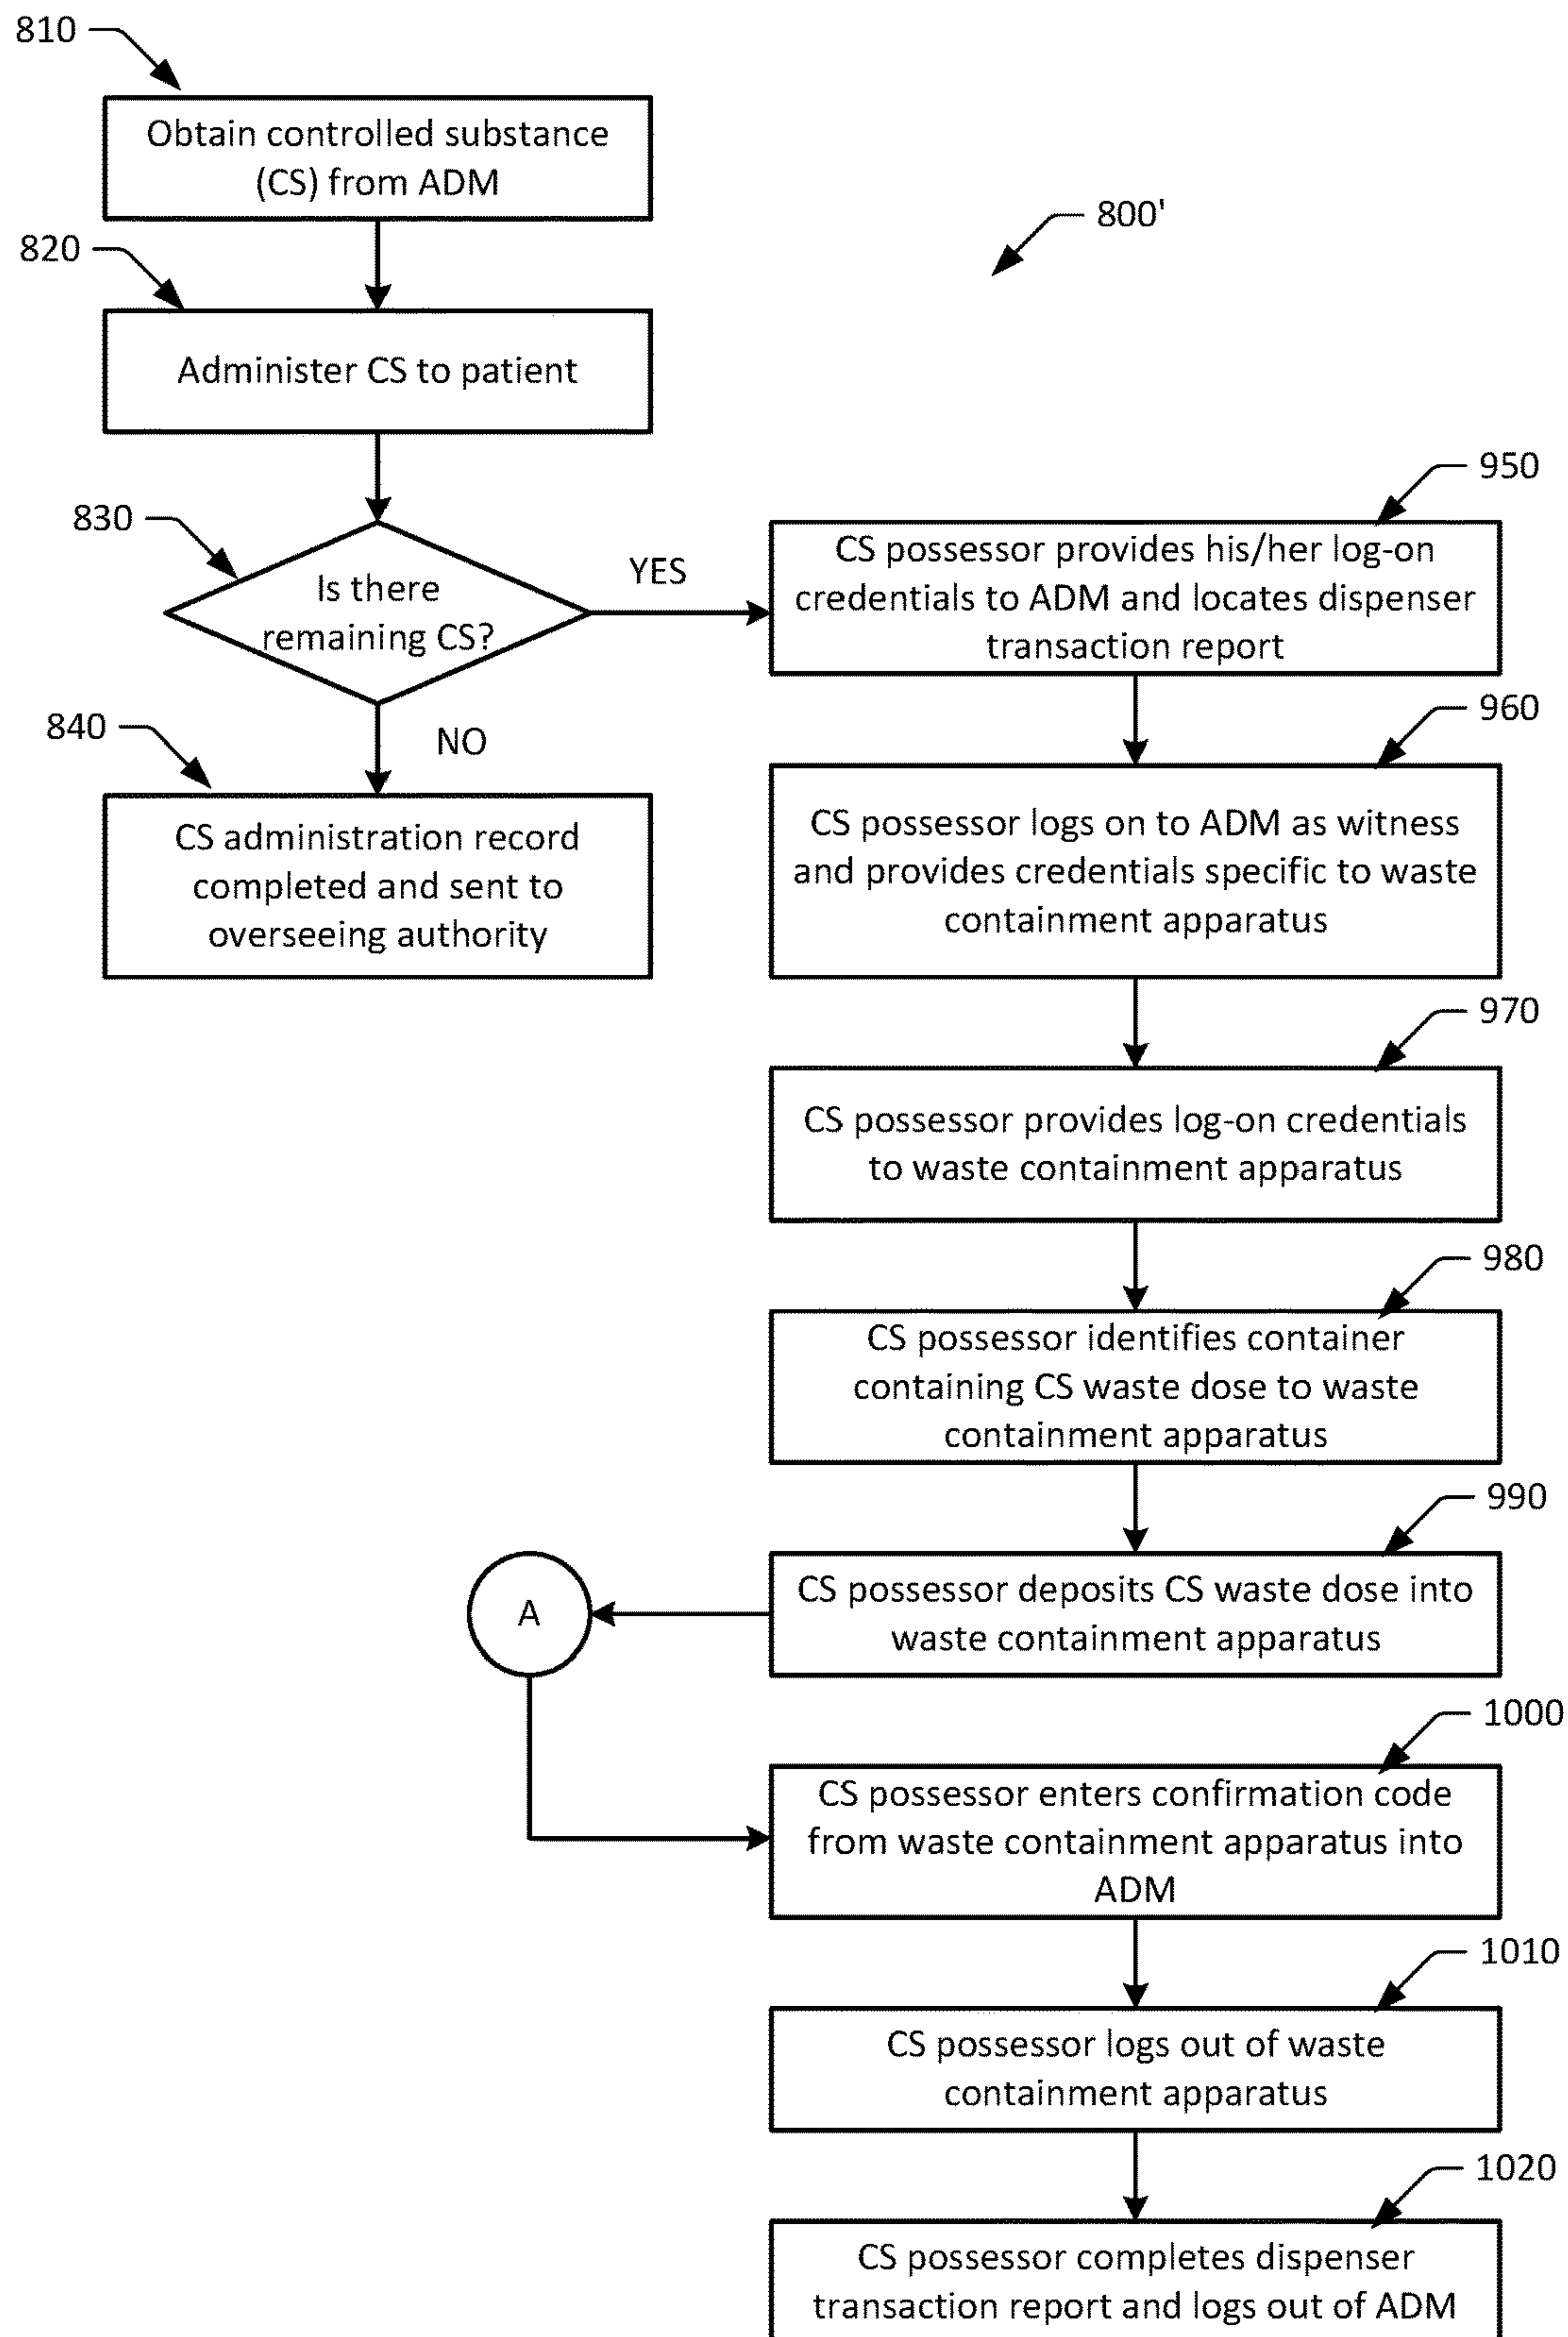 810
Obtain controlled substance
(CS) from ADM
800'
820
Administer CS to patient
830
Is there
remaining CS?
YES
NO
840
CS administration record
completed and sent to
overseeing authority
950
CS possessor provides his/her log-on
credentials to ADM and locates dispenser
transaction report
960
CS possessor logs on to ADM as witness
and provides credentials specific to waste
containment apparatus
970
CS possessor provides log-on credentials
to waste containment apparatus
980
CS possessor identifies container
containing CS waste dose to waste
containment apparatus
990
CS possessor deposits CS waste dose into
waste containment apparatus
A
1000
CS possessor enters confirmation code
from waste containment apparatus into
ADM
1010
CS possessor logs out of waste
containment apparatus
1020
CS possessor completes dispenser
transaction report and logs out of ADM